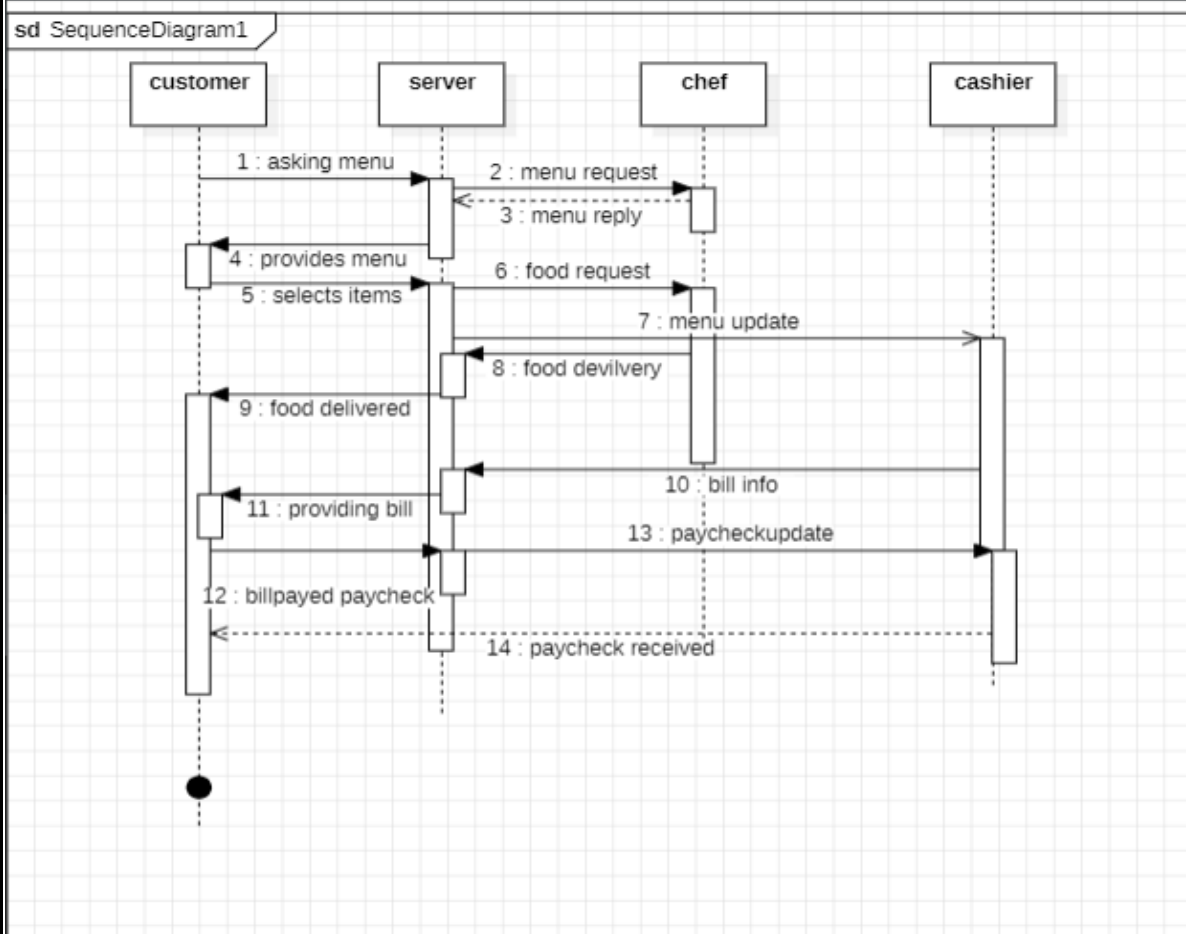 sd SequenceDiagram1
customer
server
chef
cashier
1 : asking menu
2 : menu request
3 : menu reply
4 : provides menu
5 : selects items
6 : food request
7 : menu update
8 : food devilvery
9 : food delivered
10 : bill info
11 : providing bill
13 : paycheckupdate
12 : billpayed paycheck
14 : paycheck received